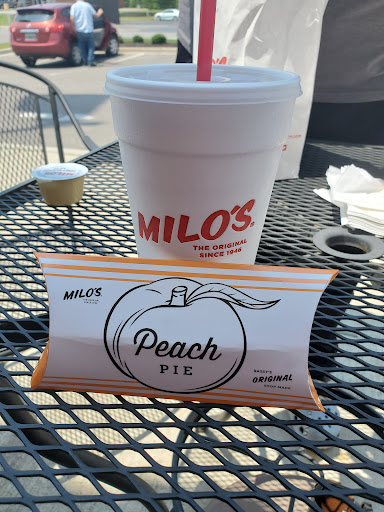 MILO'S®
THE ORIGINAL
SINCE 1946
MILO'S
Peach
PIE
ORIGINAL